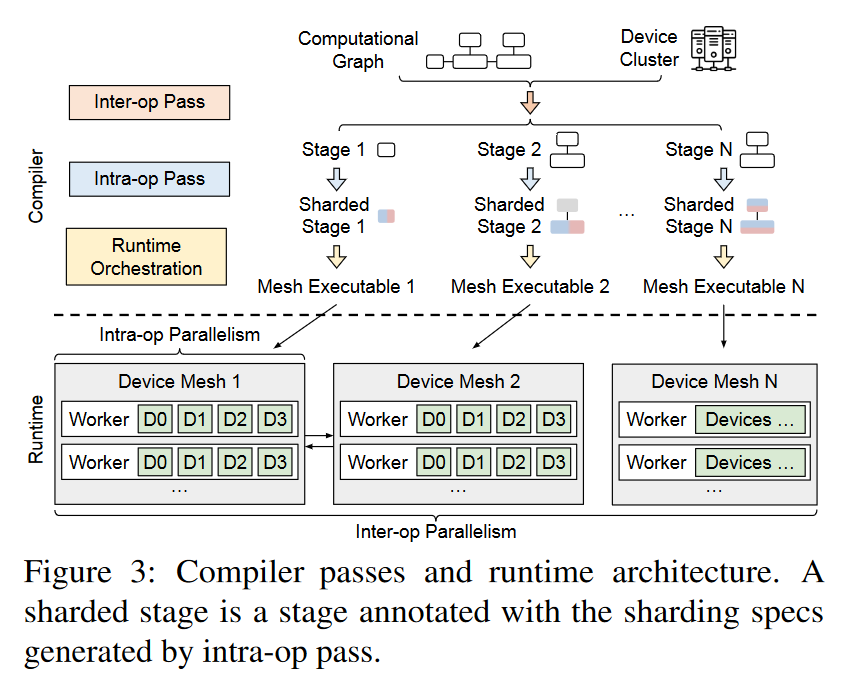 Computational
Graph
Device
Cluster
Compiler
Inter-op Pass
Stage 1
Stage 2
Stage N
Intra-op Pass
Sharded
Stage 1
Sharded
Stage 2
...
Sharded
Stage N
Runtime
Orchestration
Mesh Executable 1
Mesh Executable 2
Mesh Executable N
Runtime
Intra-op Parallelism
Device Mesh 1
Worker D0 D1 D2 D3
Worker D0 D1 D2 D3
...
Device Mesh 2
Worker D0 D1 D2 D3
Worker D0 D1 D2 D3
...
Device Mesh N
Worker Devices ...
Worker Devices ...
...
Inter-op Parallelism
Figure 3: Compiler passes and runtime architecture. A
sharded stage is a stage annotated with the sharding specs
generated by intra-op pass.